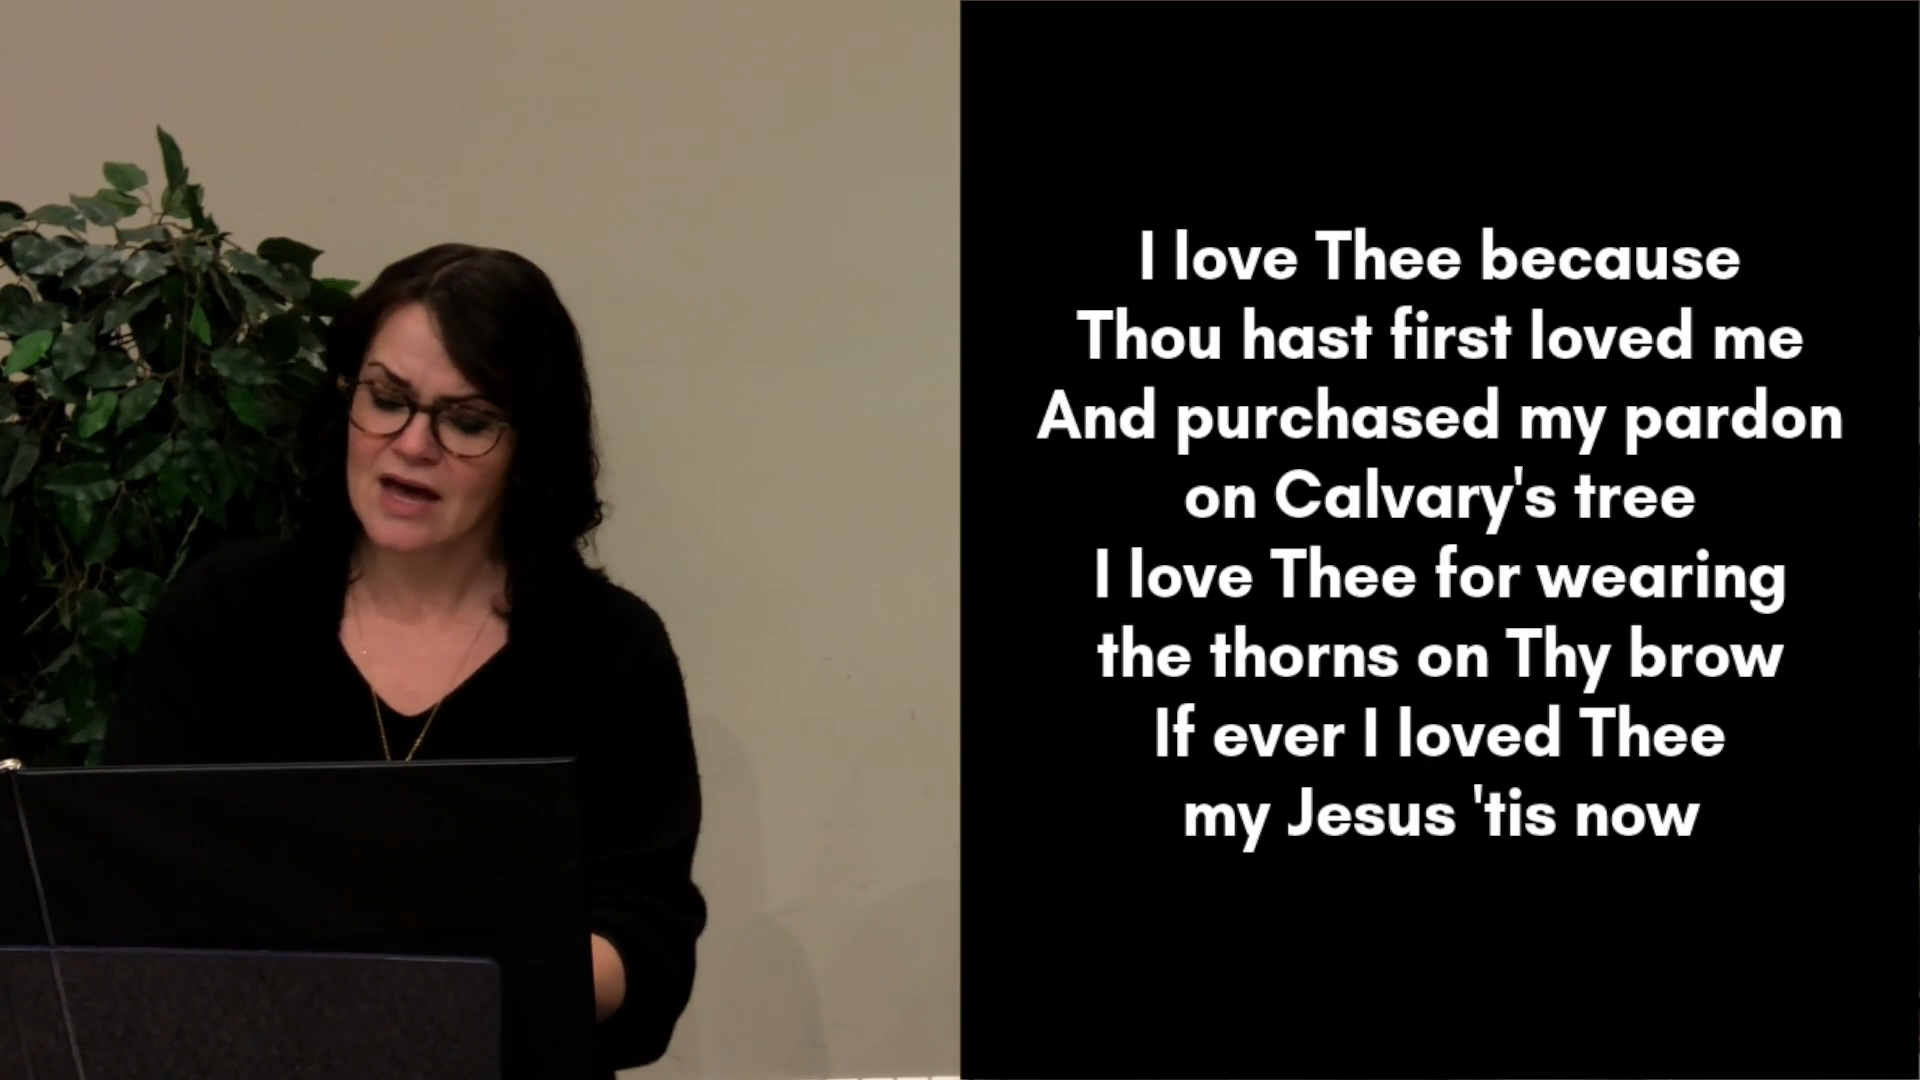 I love Thee because
Thou hast first loved me
And purchased my pardon
on Calvary's tree
I love Thee for wearing
the thorns on Thy brow
If ever I loved Thee
my Jesus 'tis now